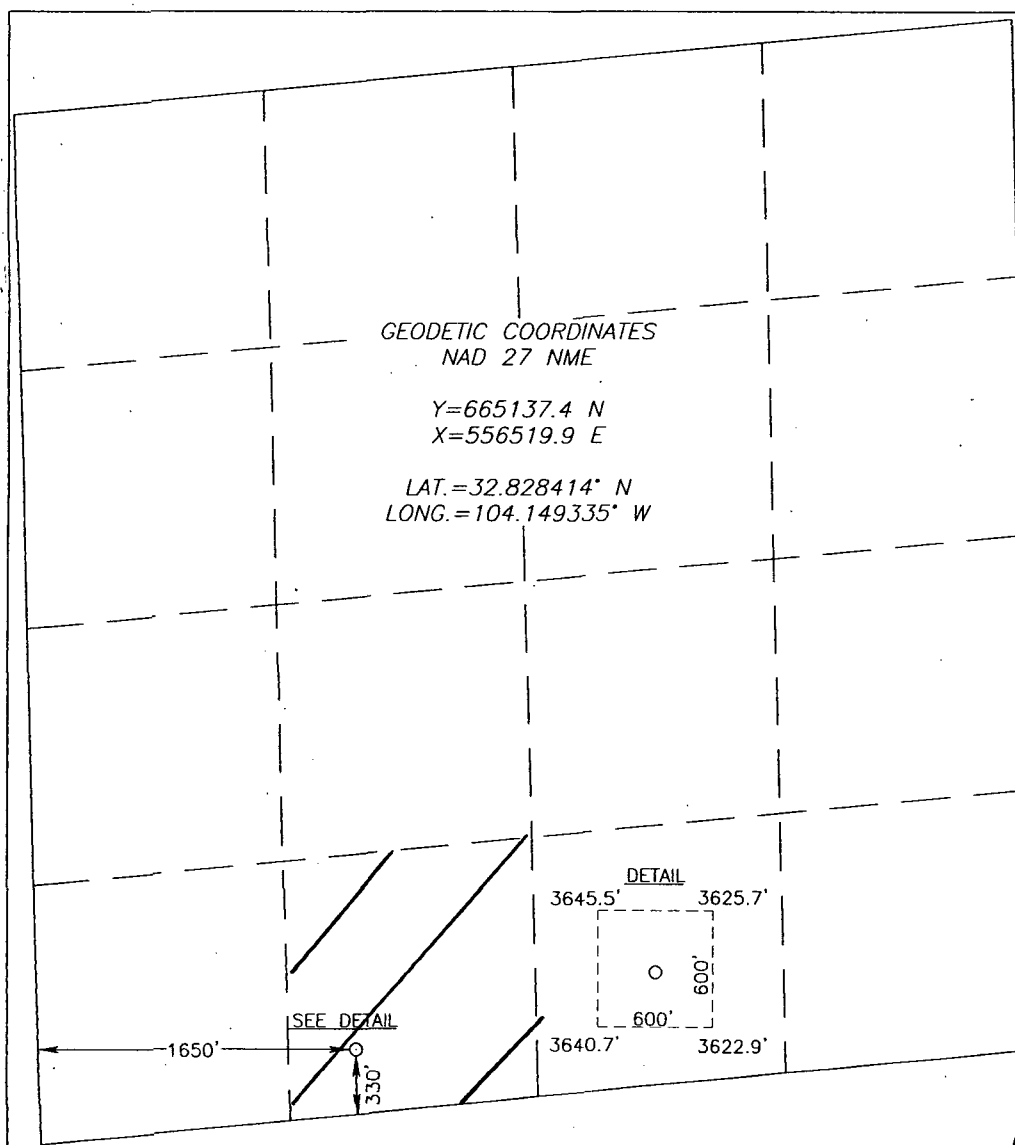 GEODETIC COORDINATES
NAD 27 NME
Y=665137.4 N
X=556519.9 E
LAT.=32.828414° N
LONG.=104.149335° W
DETAIL
3645.5' 3625.7'
600'
600'
3640.7' 3622.9'
SEE DETAIL
1650'
330'